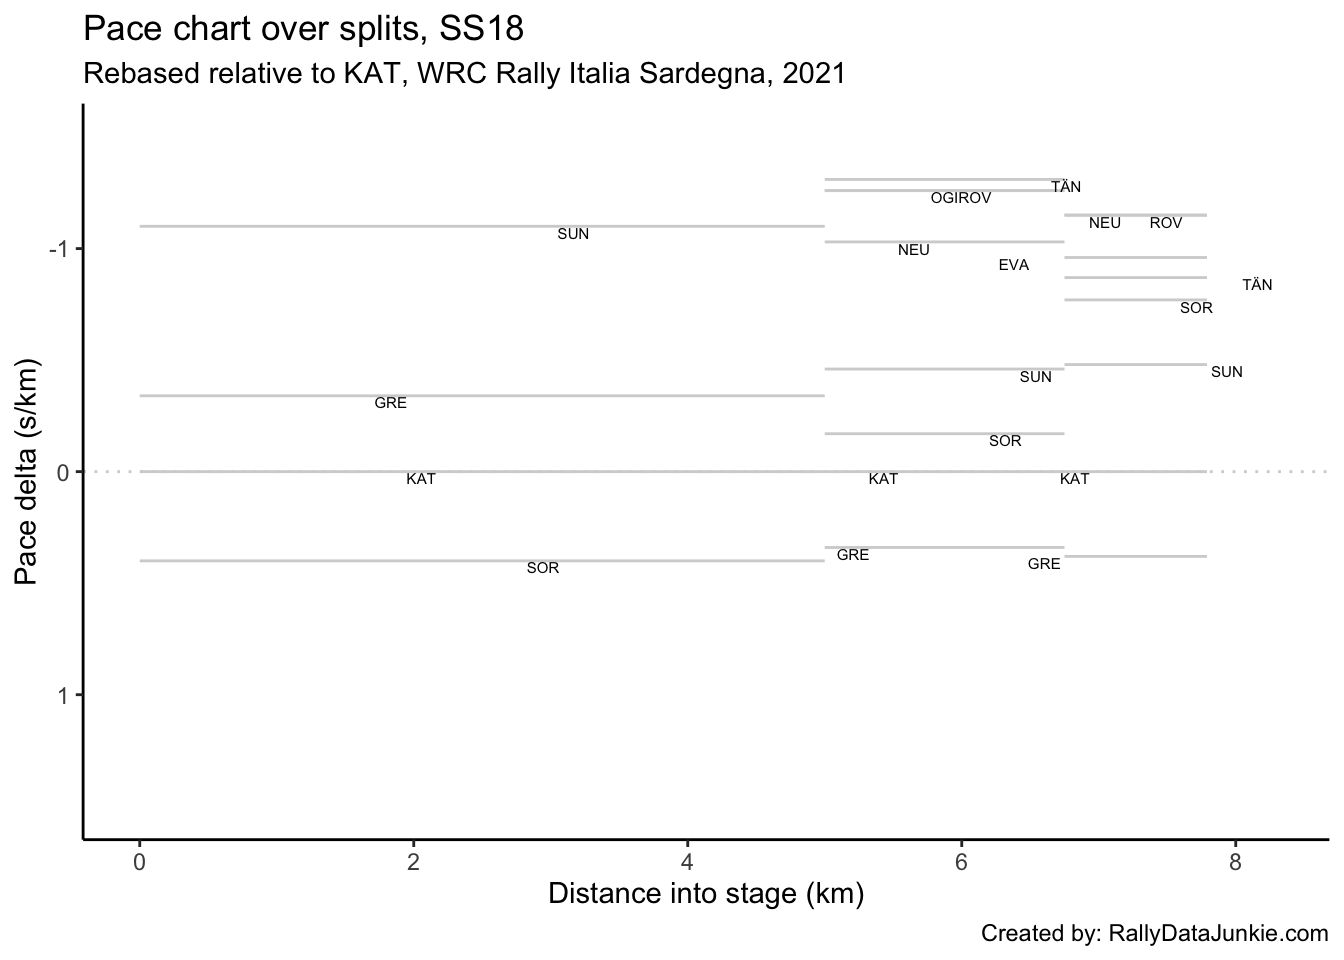 Pace chart over splits, SS18
Rebased relative to KAT, WRC Rally Italia Sardegna, 2021
Pace delta (s/km)
-1
0
1
TÄN
OGIROV
NEU ROV
SUN
NEU
EVA
TÄN
SOR
SUN
SUN
GRE
SOR
KAT KAT KAT
GRE
GRE
SOR
0 2 4 6 8
Distance into stage (km)
Created by: RallyDataJunkie.com